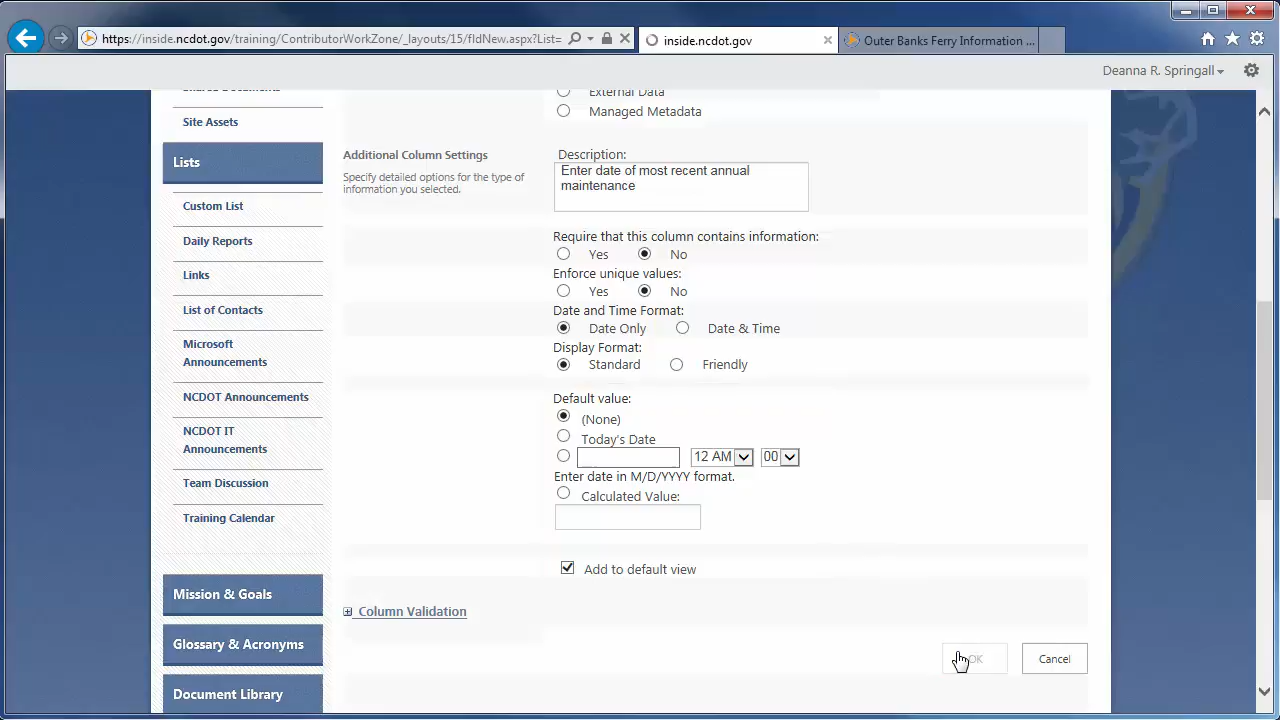 https://inside.ncdot.gov/training/ContributorWorkZone/_layouts/15/fldNew.aspx?List=
inside.ncdot.gov
Outer Banks Ferry Information ...
Deanna R. Springall
Shared Documents
Site Assets
Lists
Custom List
Daily Reports
Links
List of Contacts
Microsoft
Announcements
NCDOT Announcements
NCDOT IT
Announcements
Team Discussion
Training Calendar
Mission & Goals
Glossary & Acronyms
Document Library
External Data
Managed Metadata
Additional Column Settings
Specify detailed options for the type of
information you selected.
Description:
Enter date of most recent annual
maintenance
Require that this column contains information:
Yes No
Enforce unique values:
Yes No
Date and Time Format:
Date Only Date & Time
Display Format:
Standard Friendly
Default value:
(None)
Today's Date
12 AM 00
Enter date in M/D/YYYY format.
Calculated Value:
Add to default view
Column Validation
OK Cancel